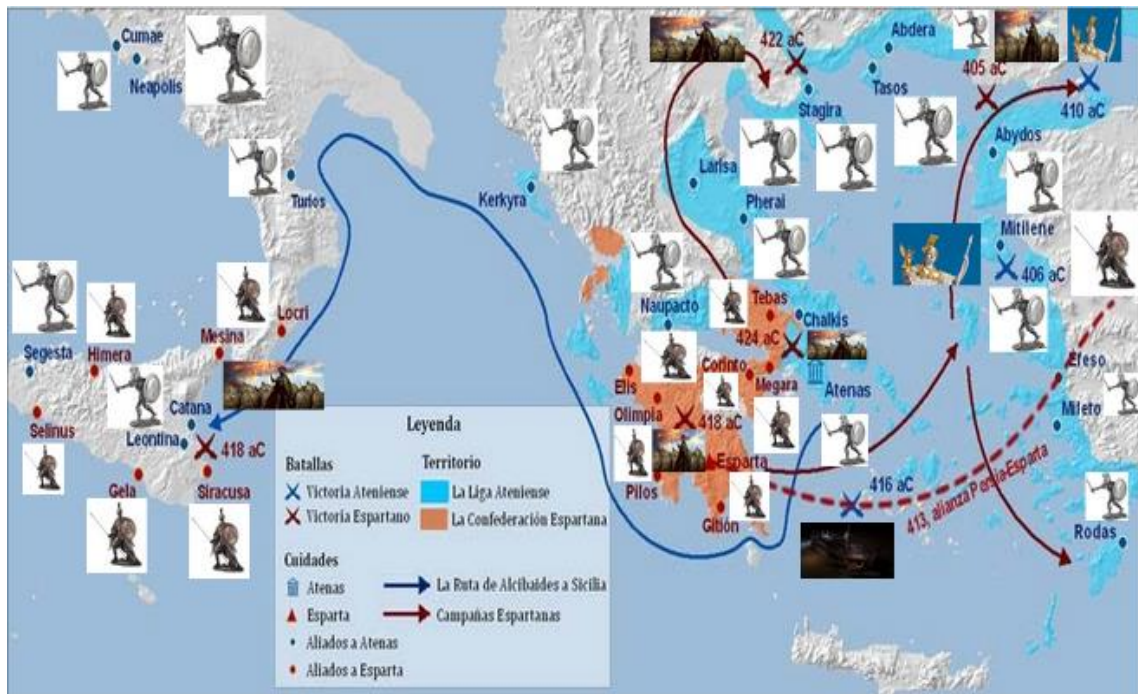 Cumae
Neapolis
Turios
Kerkyra
422 aC
Abdera
405 aC
410 aC
Tasos
Stagira
Abydos
Larisa
Pherai
Mitilene
406 aC
Naupacto
Tebas
Chalkis
424 aC
Corinto
Megara
Atenas
Elis
Olimpia
418 aC
Esparta
Pilos
Gitión
416 aC
413, alianza Persia-Esparta
Efeso
Mileto
Rodas
Locri
Mesina
Segesta
Himera
Catana
Leontina
418 aC
Selinus
Gela
Siracusa
Leyenda
Batallas
Victoria Ateniense
Victoria Espartano
Territorio
La Liga Ateniense
La Confederación Espartana
Cuidades
Atenas
Esparta
Aliados a Atenas
Aliados a Esparta
La Ruta de Alcibaides a Sicilia
Campañas Espartanas